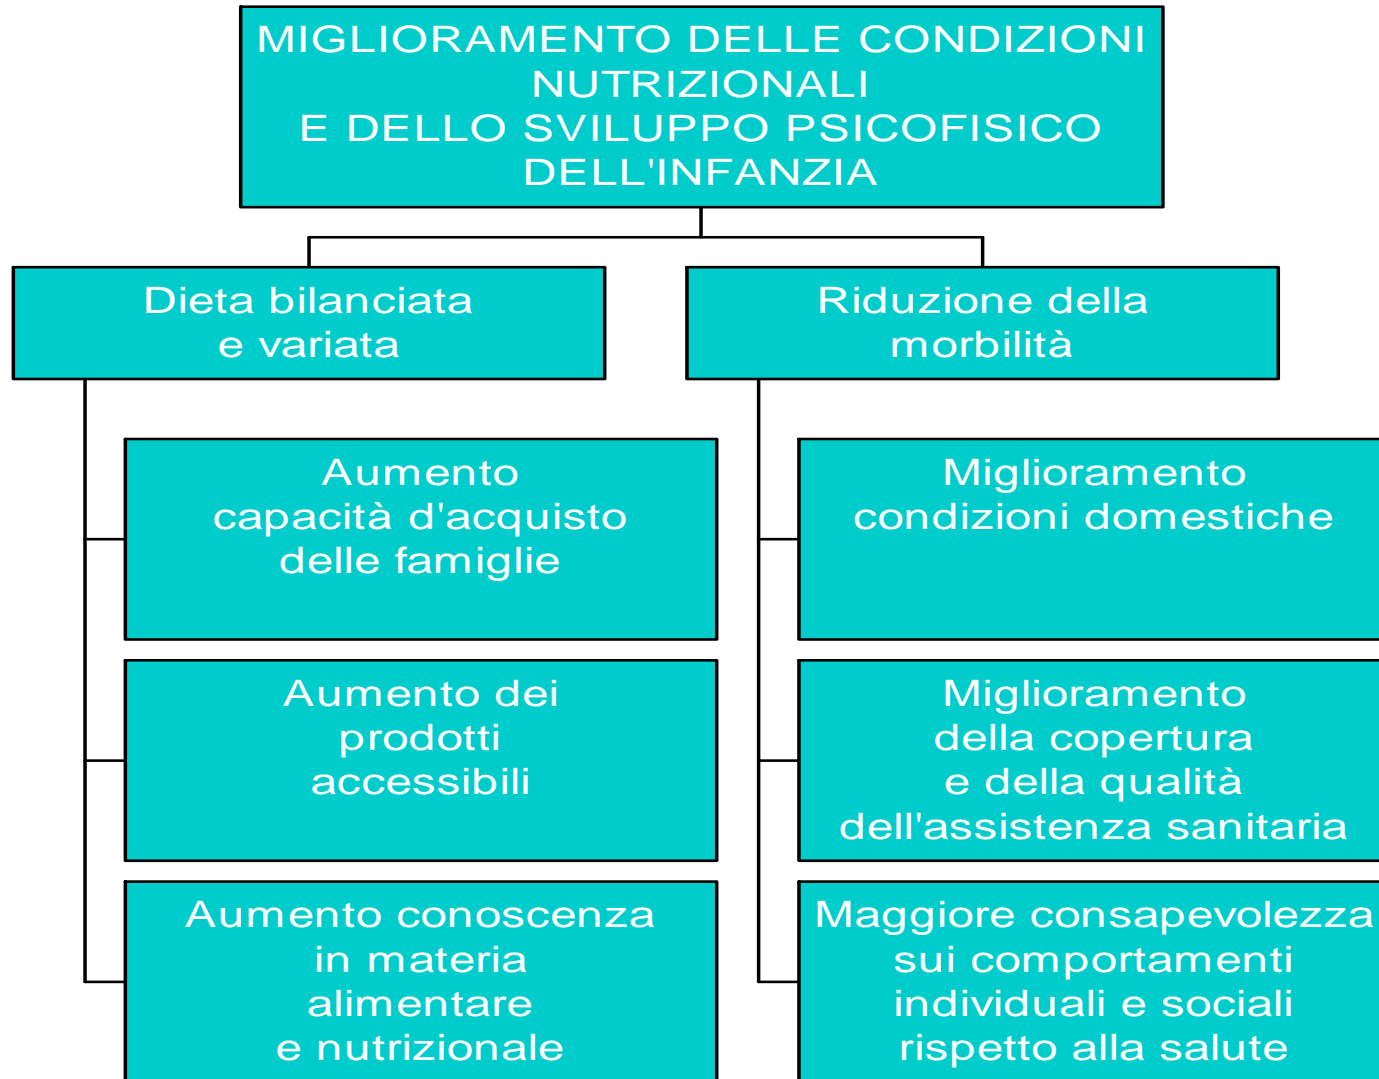 MIGLIORAMENTO DELLE CONDIZIONI
NUTRIZIONALI
E DELLO SVILUPPO PSICOFISICO
DELL'INFANZIA
Dieta bilanciata
e variata
Aumento
capacità d'acquisto
delle famiglie
Aumento dei
prodotti
accessibili
Aumento conoscenza
in materia
alimentare
e nutrizionale
Riduzione della
morbilità
Miglioramento
condizioni domestiche
Miglioramento
della copertura
e della qualità
dell'assistenza sanitaria
Maggiore consapevolezza
sui comportamenti
individuali e sociali
rispetto alla salute